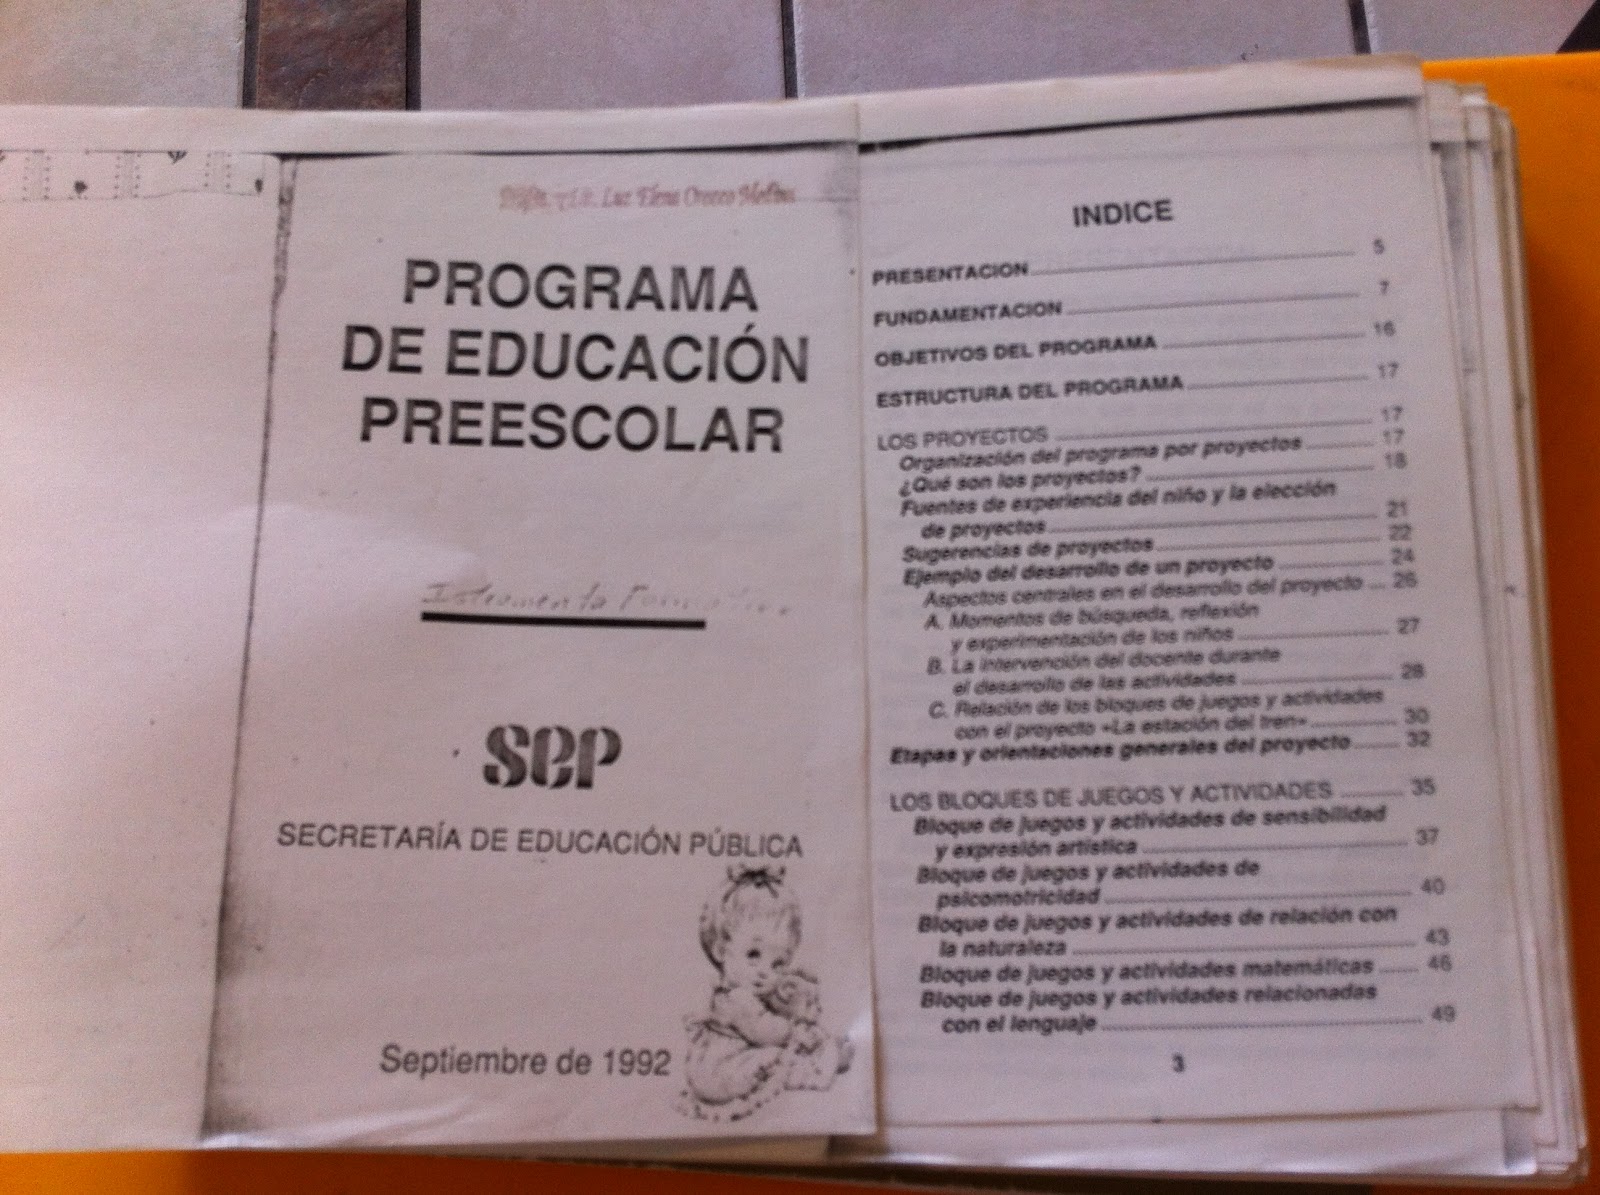 Luz Elena Orozco
PROGRAMA
DE EDUCACIÓN
PREESCOLAR
sep
SECRETARÍA DE EDUCACIÓN PÚBLICA
Septiembre de 1992
INDICE
PRESENTACION 5
FUNDAMENTACION 7
OBJETIVOS DEL PROGRAMA 16
ESTRUCTURA DEL PROGRAMA 17
LOS PROYECTOS 17
Organización del programa por proyectos 17
¿Qué son los proyectos? 18
Fuentes de experiencia del niño y la elección
de proyectos 21
Sugerencias de proyectos 22
Ejemplo del desarrollo de un proyecto 24
Aspectos centrales en el desarrollo del proyecto 26
A. Momentos de búsqueda, reflexión
y experimentación de los niños 27
B. La intervención del docente durante
el desarrollo de las actividades 28
C. Relación de los bloques de juegos y actividades
con el proyecto «La estación del tren» 30
Etapas y orientaciones generales del proyecto 32
LOS BLOQUES DE JUEGOS Y ACTIVIDADES 35
Bloque de juegos y actividades de sensibilidad
y expresión artística 37
Bloque de juegos y actividades de
psicomotricidad 40
Bloque de juegos y actividades de relación con
la naturaleza 43
Bloque de juegos y actividades matemáticas 46
Bloque de juegos y actividades relacionadas
con el lenguaje 49
3